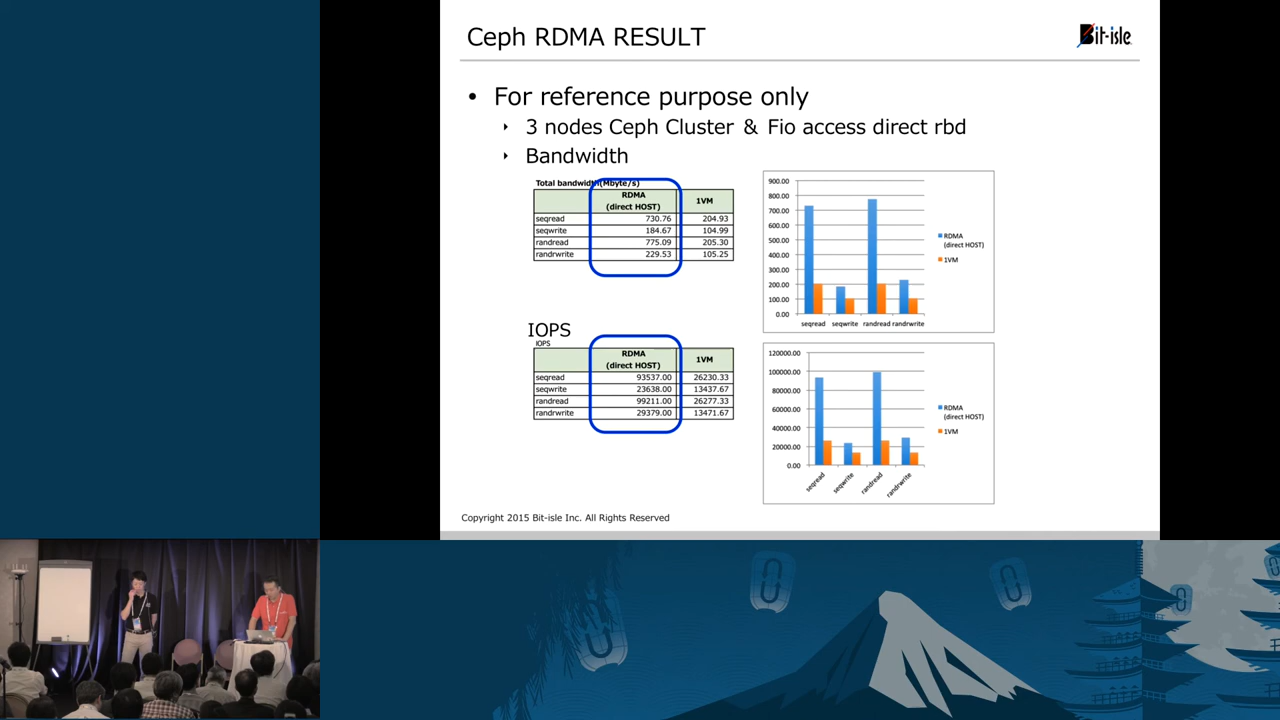 Ceph RDMA RESULT
Bit-isle
• For reference purpose only
‣ 3 nodes Ceph Cluster & Fio access direct rbd
‣ Bandwidth
Total bandwidth(Mbyte/s)
RDMA (direct HOST) 1VM
seqread 730.76 204.93
seqwrite 184.67 104.99
randread 775.09 205.30
randrwrite 229.53 105.25
900.00
800.00
700.00
600.00
500.00
400.00
300.00
200.00
100.00
0.00
seqread seqwrite randread randrwrite
RDMA
(direct HOST)
1VM
IOPS
IOPS
RDMA (direct HOST) 1VM
seqread 93537.00 26230.33
seqwrite 23638.00 13437.67
randread 99211.00 26277.33
randrwrite 29379.00 13471.67
120000.00
100000.00
80000.00
60000.00
40000.00
20000.00
0.00
seqread seqwrite randread randrwrite
RDMA
(direct HOST)
1VM
Copyright 2015 Bit-isle Inc. All Rights Reserved